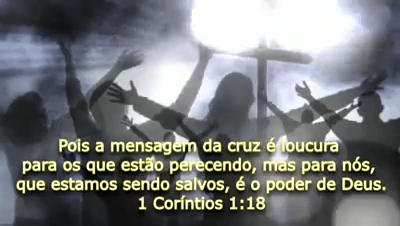 Pois a mensagem da cruz é loucura
para os que estão perecendo, mas para nós,
que estamos sendo salvos, é o poder de Deus.
1 Coríntios 1:18